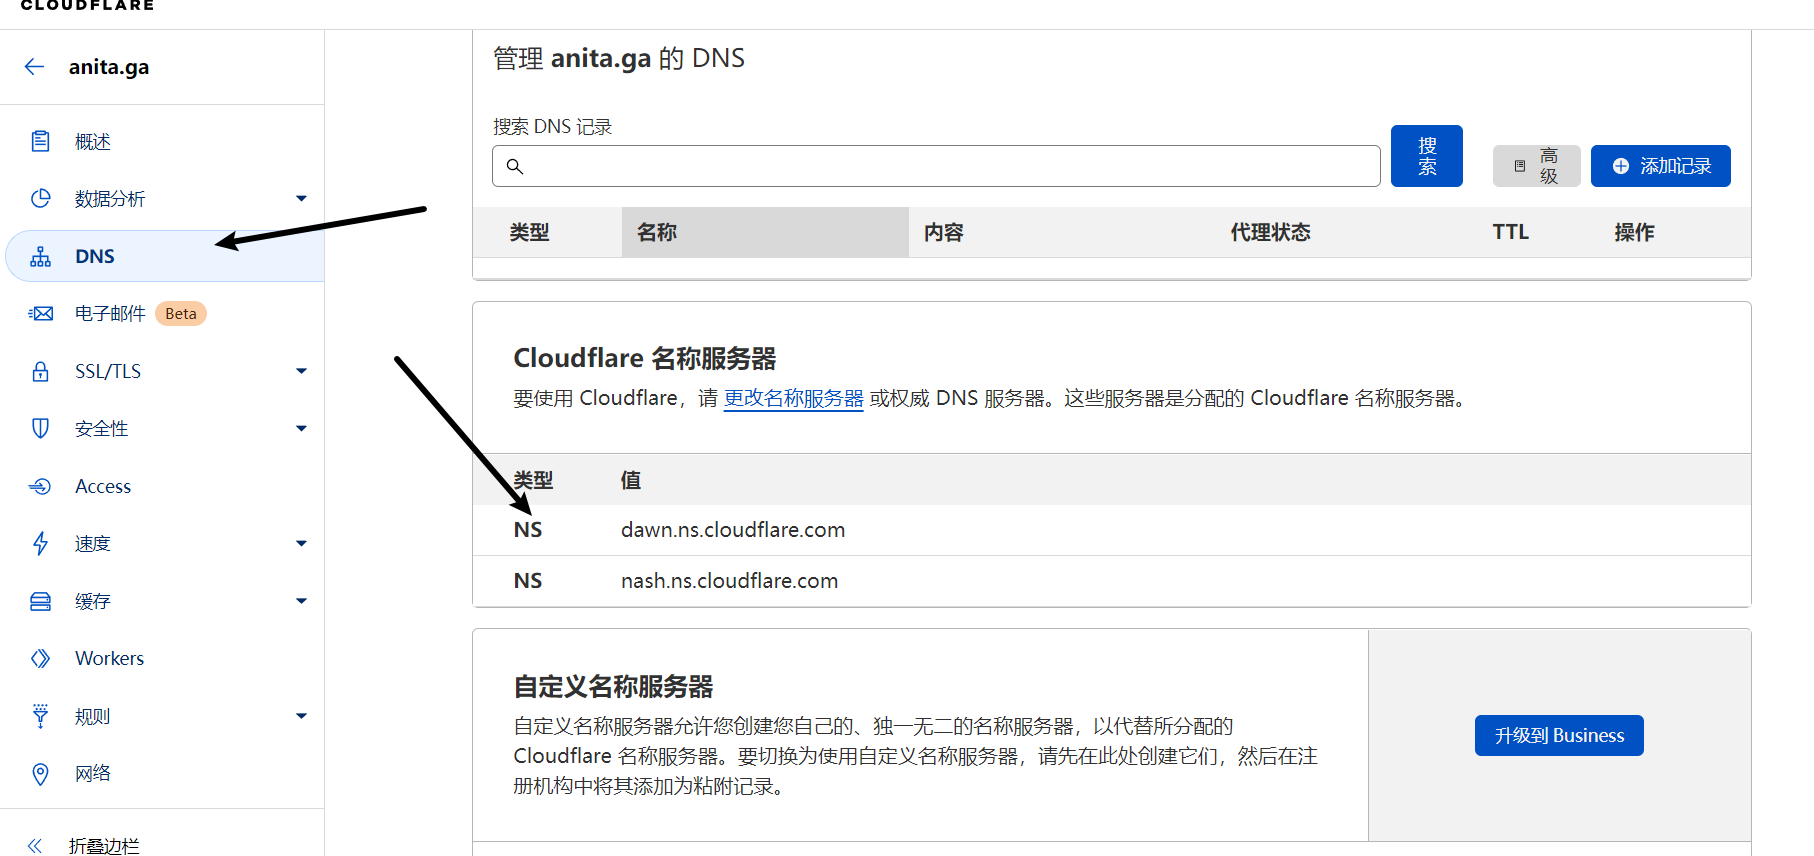 CLOUDFLARE
anita.ga
概述
数据分析
DNS
电子邮件 Beta
SSL/TLS
安全性
Access
速度
缓存
Workers
规则
网络
折叠边栏
管理 anita.ga 的 DNS
搜索 DNS 记录
搜
索
高
级
添加记录
类型 名称 内容 代理状态 TTL 操作
Cloudflare 名称服务器
要使用 Cloudflare，请 更改名称服务器 或权威 DNS 服务器。这些服务器是分配的 Cloudflare 名称服务器。
类型 值
NS dawn.ns.cloudflare.com
NS nash.ns.cloudflare.com
自定义名称服务器
自定义名称服务器允许您创建您自己的、独一无二的名称服务器，以代替所分配的
Cloudflare 名称服务器。要切换为使用自定义名称服务器，请先在此处创建它们，然后在注
册机构中将其添加为粘附记录。
升级到 Business